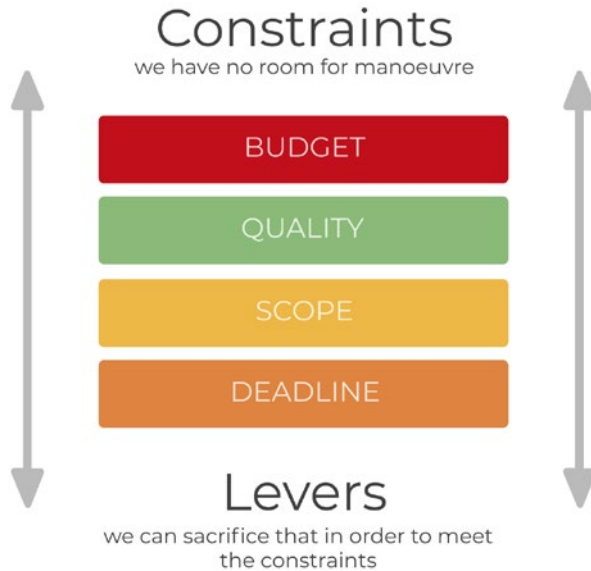 Constraints
we have no room for manoeuvre
BUDGET
QUALITY
SCOPE
DEADLINE
Levers
we can sacrifice that in order to meet
the constraints